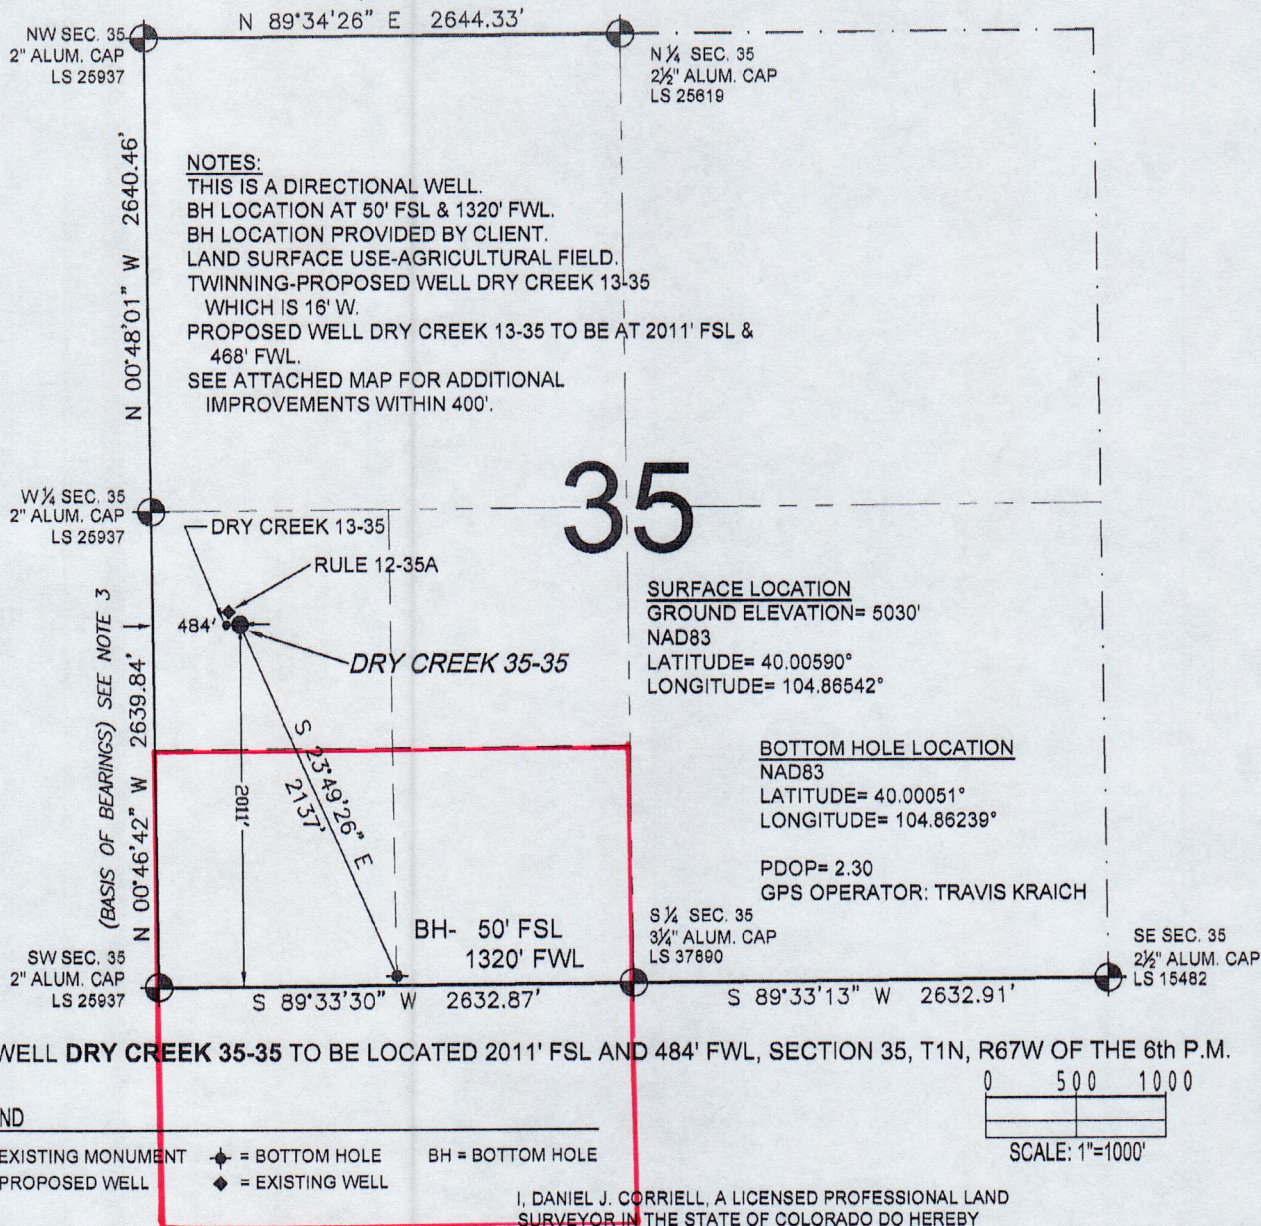 N 89°34'26" E 2644.33'
NW SEC. 35
2" ALUM. CAP
LS 25937
N ¼ SEC. 35
2½" ALUM. CAP
LS 25619
N 00°48'01" W 2640.46'
NOTES:
THIS IS A DIRECTIONAL WELL.
BH LOCATION AT 50' FSL & 1320' FWL.
BH LOCATION PROVIDED BY CLIENT.
LAND SURFACE USE-AGRICULTURAL FIELD.
TWINNING-PROPOSED WELL DRY CREEK 13-35
WHICH IS 16' W.
PROPOSED WELL DRY CREEK 13-35 TO BE AT 2011' FSL &
468' FWL.
SEE ATTACHED MAP FOR ADDITIONAL
IMPROVEMENTS WITHIN 400'.
35
W ¼ SEC. 35
2" ALUM. CAP
LS 25937
DRY CREEK 13-35
RULE 12-35A
484'
DRY CREEK 35-35
(BASIS OF BEARINGS) SEE NOTE 3
N 00°46'42" W 2639.84'
2011'
S 23°49'26" E
2137'
SURFACE LOCATION
GROUND ELEVATION= 5030'
NAD83
LATITUDE= 40.00590°
LONGITUDE= 104.86542°
BOTTOM HOLE LOCATION
NAD83
LATITUDE= 40.00051°
LONGITUDE= 104.86239°
PDOP= 2.30
GPS OPERATOR: TRAVIS KRAICH
BH- 50' FSL
1320' FWL
S ¼ SEC. 35
3¼" ALUM. CAP
LS 37890
SW SEC. 35
2" ALUM. CAP
LS 25937
SE SEC. 35
2½" ALUM. CAP
LS 15482
S 89°33'30" W 2632.87'
S 89°33'13" W 2632.91'
WELL DRY CREEK 35-35 TO BE LOCATED 2011' FSL AND 484' FWL, SECTION 35, T1N, R67W OF THE 6th P.M.
0 500 1000
SCALE: 1"=1000'
ND
EXISTING MONUMENT = BOTTOM HOLE BH = BOTTOM HOLE
PROPOSED WELL = EXISTING WELL
I, DANIEL J. CORRIELL, A LICENSED PROFESSIONAL LAND
SURVEYOR IN THE STATE OF COLORADO DO HEREBY